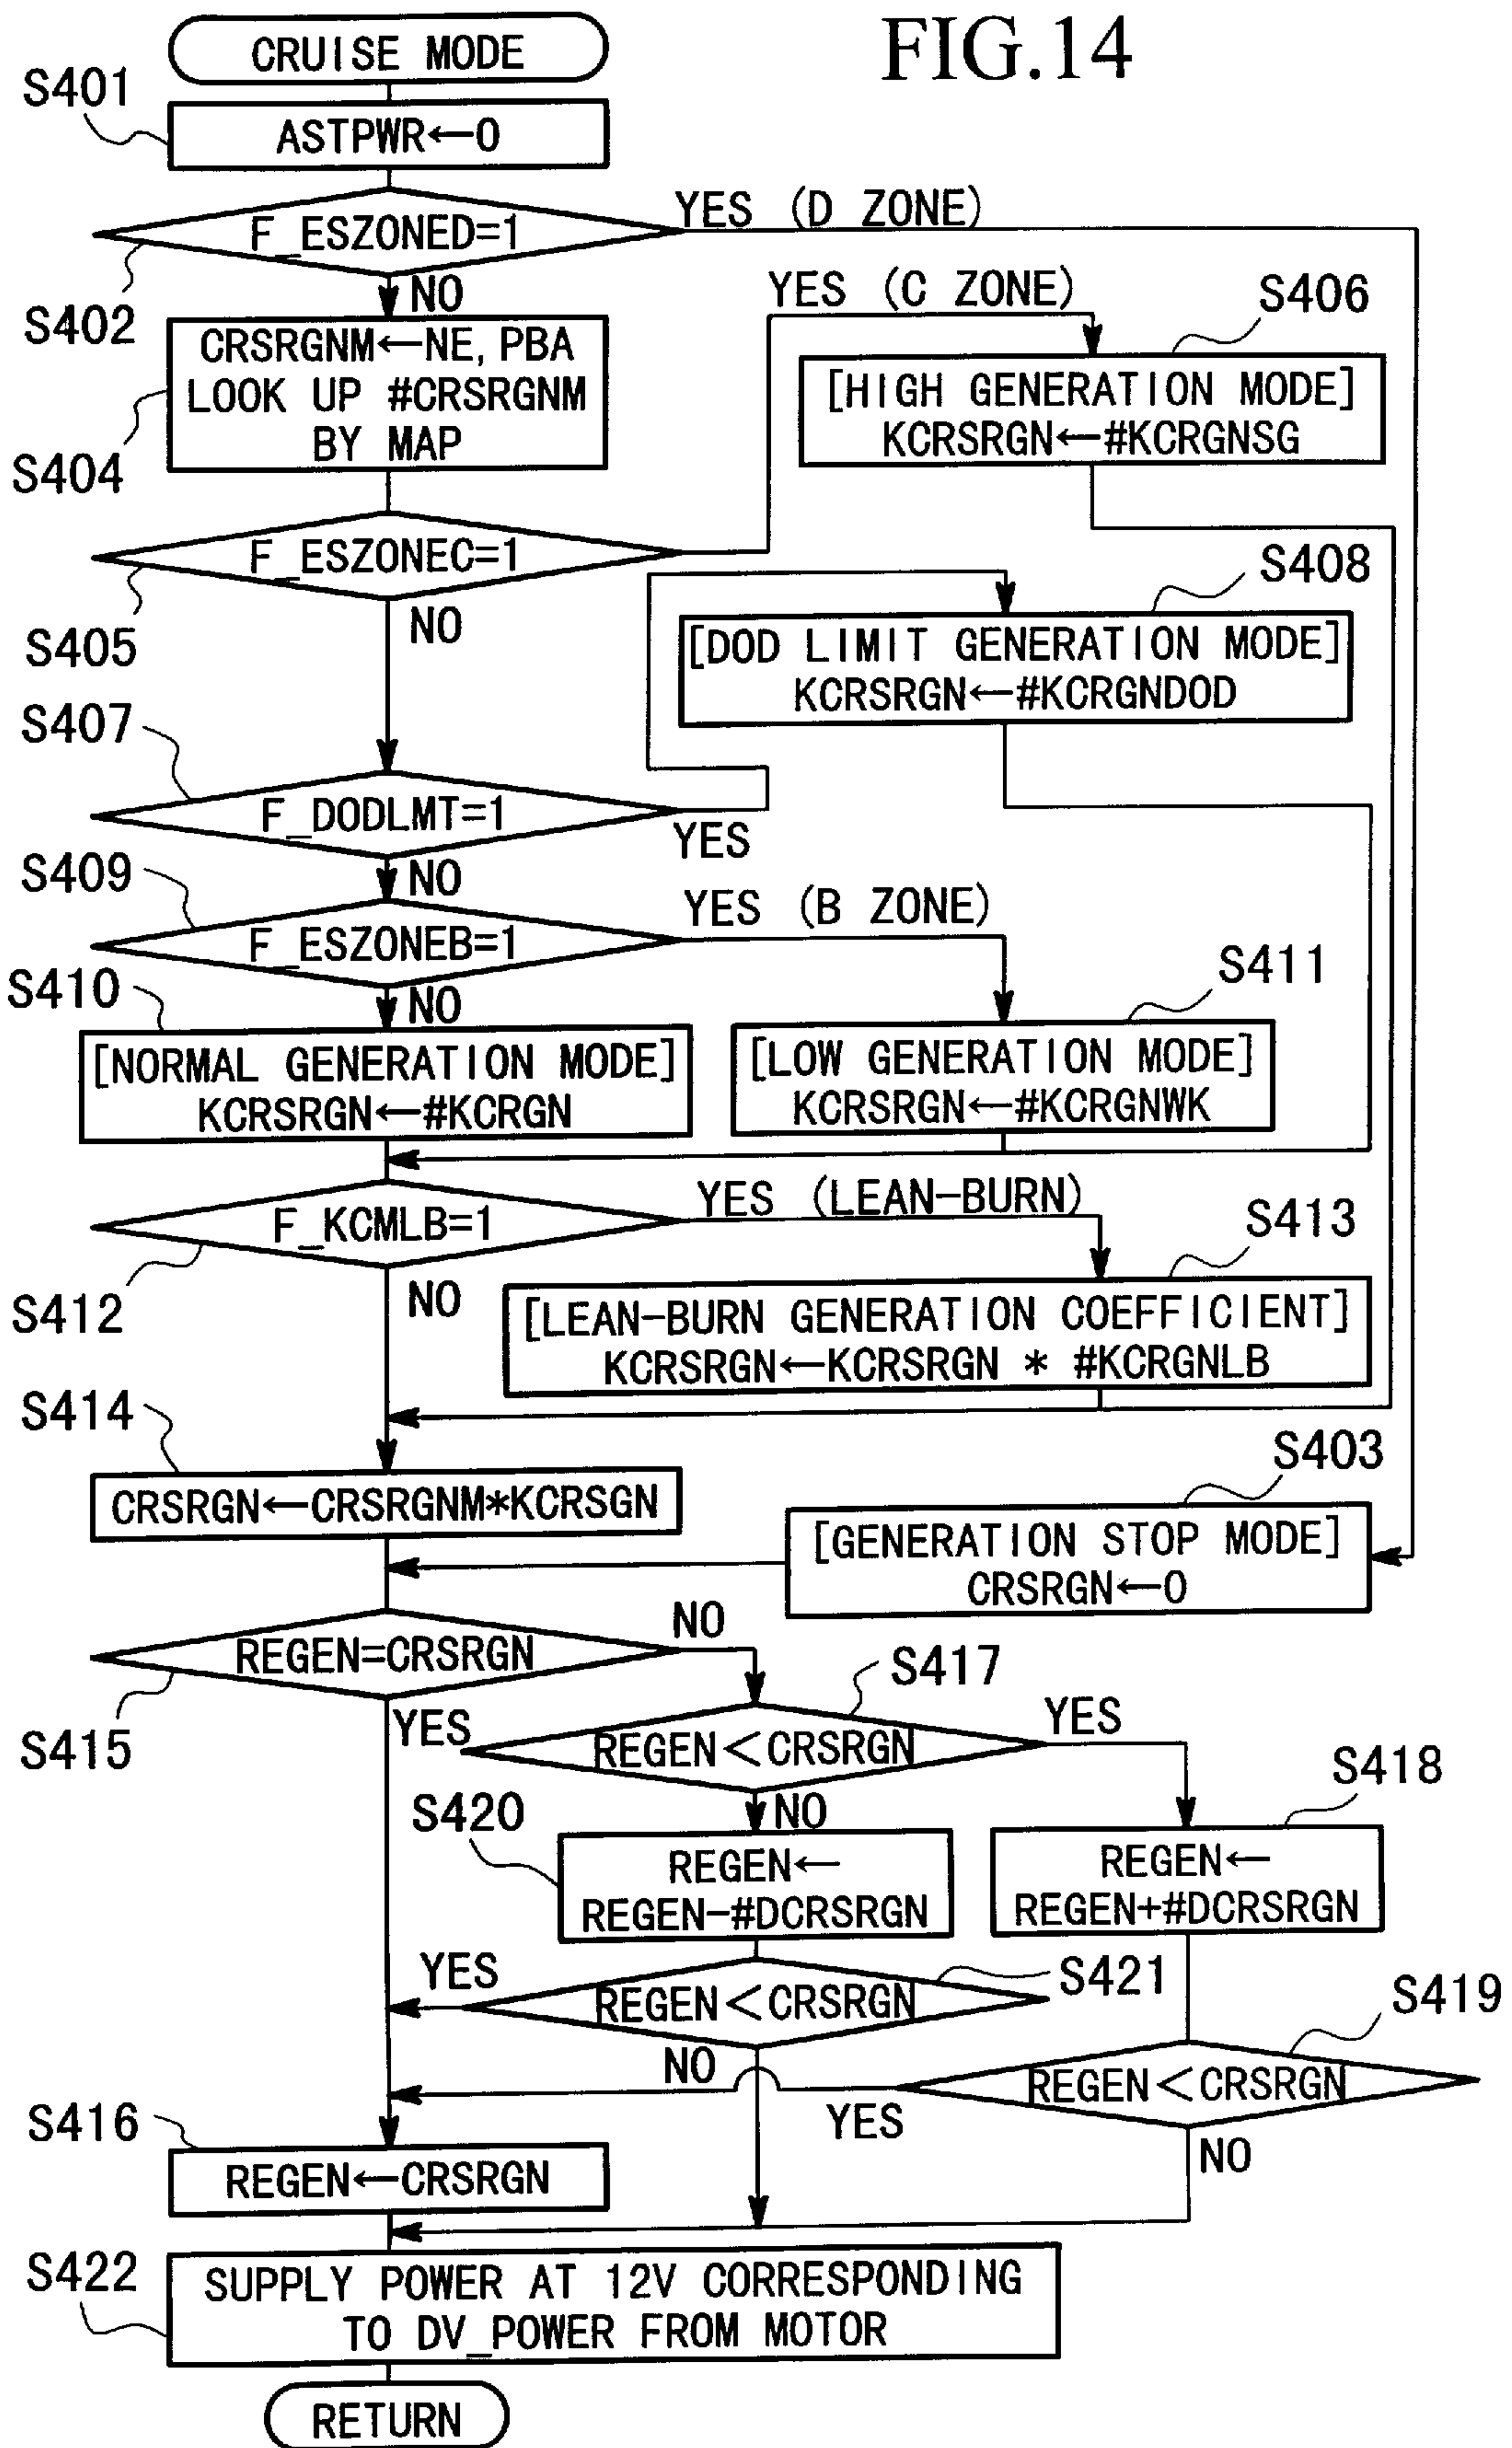 FIG.14
CRUISE MODE
S401
ASTPWR←0
F_ESZONED=1
YES (D ZONE)
S402
NO
CRSRGNM←NE, PBA
LOOK UP #CRSRGNM
BY MAP
S404
YES (C ZONE)
S406
[HIGH GENERATION MODE]
KCRSRGN←#KCRGNSG
F_ESZONEC=1
S405
NO
S408
[DOD LIMIT GENERATION MODE]
KCRSRGN←#KCRGNDOD
S407
F_DODLMT=1
YES
S409
NO
F_ESZONEB=1
YES (B ZONE)
S410
NO
S411
[NORMAL GENERATION MODE]
KCRSRGN←#KCRGN
[LOW GENERATION MODE]
KCRSRGN←#KCRGNWK
F_KCMLB=1
YES (LEAN-BURN)
S412
NO
S413
[LEAN-BURN GENERATION COEFFICIENT]
KCRSRGN←KCRSRGN * #KCRGNLB
S414
CRSRGN←CRSRGNM*KCRSGN
S403
[GENERATION STOP MODE]
CRSRGN←0
REGEN=CRSRGN
NO
S415
YES
S417
REGEN<CRSRGN
YES
S418
S420
NO
REGEN←
REGEN-#DCRSRGN
REGEN←
REGEN+#DCRSRGN
YES
REGEN<CRSRGN
S421
S419
NO
REGEN<CRSRGN
YES
NO
S416
REGEN←CRSRGN
S422
SUPPLY POWER AT 12V CORRESPONDING
TO DV_POWER FROM MOTOR
RETURN